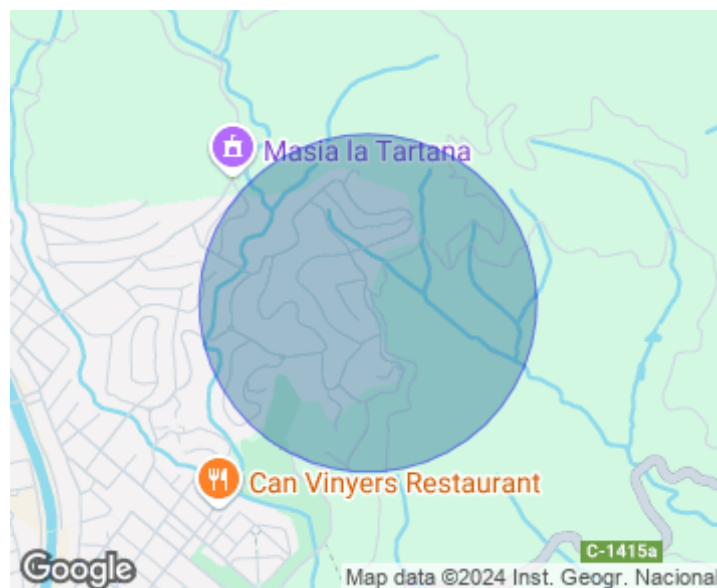 Masia la Tartana
Can Vinyers Restaurant
C-1415a
Google
Map data ©2024 Inst. Geogr. Nacional